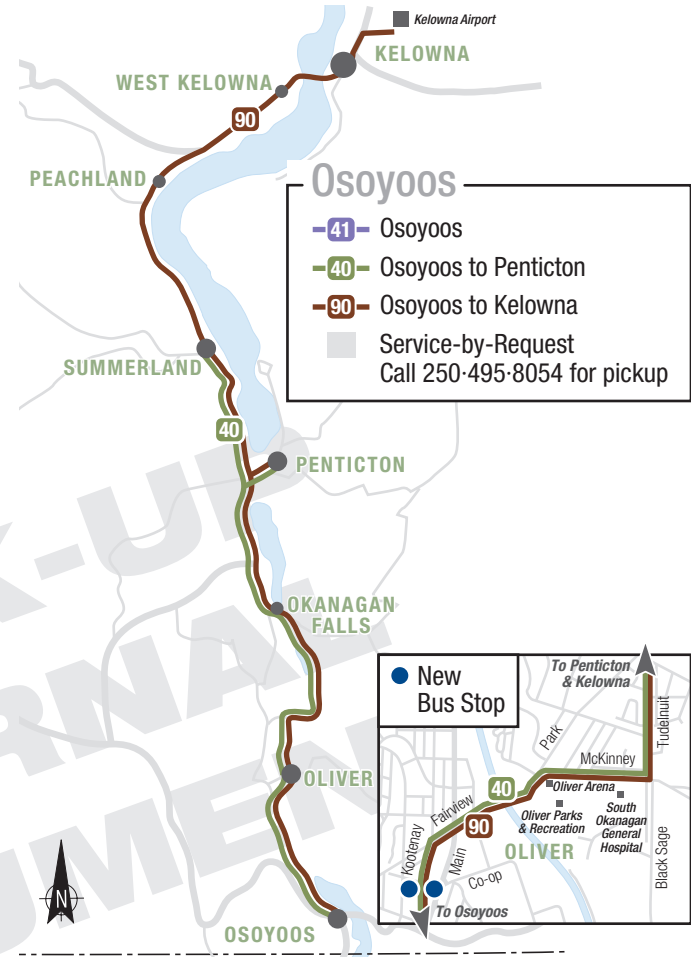 Kelowna Airport
KELOWNA
WEST KELOWNA
90
PEACHLAND
Osoyoos
41 Osoyoos
40 Osoyoos to Penticton
90 Osoyoos to Kelowna
Service-by-Request
Call 250·495·8054 for pickup
SUMMERLAND
40
PENTICTON
K-UP
OKANAGAN
FALLS
RNAL
OLIVER
UMEN
N
OSOYOOS
New
Bus Stop
To Penticton
& Kelowna
Tudelnuit
Park
McKinney
Oliver Arena
40
Fairview
Oliver Parks
& Recreation
South
Okanagan
General
Hospital
90
OLIVER
Kootenay
Main
Co-op
Black Sage
To Osoyoos